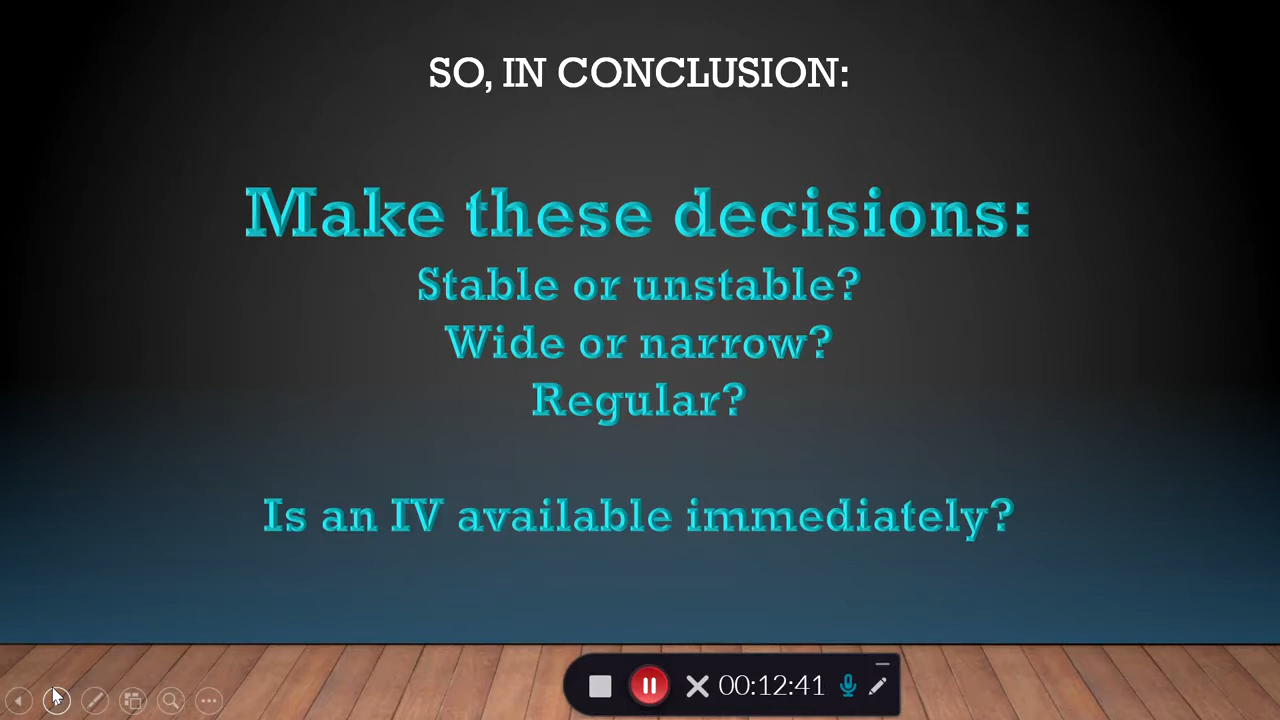 SO, IN CONCLUSION:
Make these decisions:
Stable or unstable?
Wide or narrow?
Regular?
Is an IV available immediately?
00:12:41